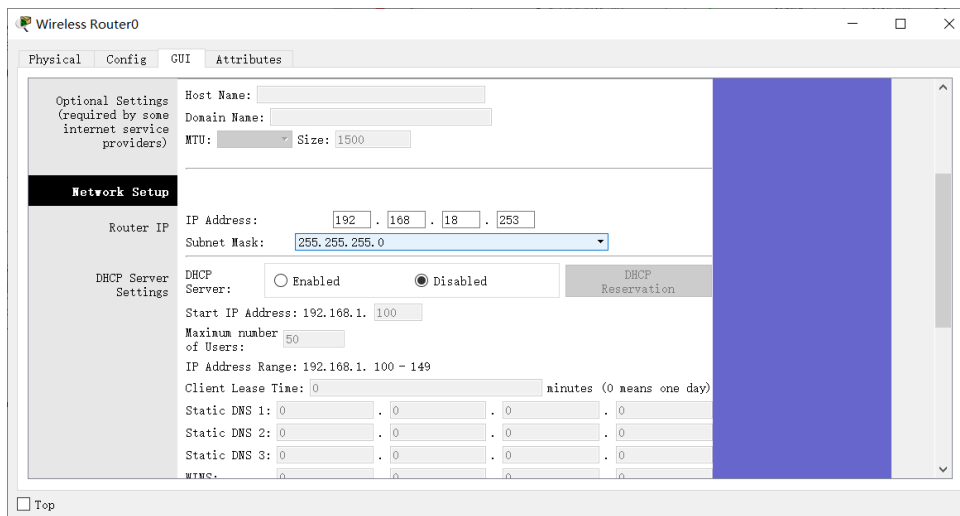 Wireless Router0
Physical Config GUI Attributes
Optional Settings
(required by some
internet service
providers)
Host Name:
Domain Name:
MTU: Size: 1500
Network Setup
Router IP
IP Address: 192 . 168 . 18 . 253
Subnet Mask: 255.255.255.0
DHCP Server
Settings
DHCP
Server:
Enabled Disabled
DHCP
Reservation
Start IP Address: 192.168.1. 100
Maximum number
of Users:
50
IP Address Range: 192.168.1. 100 - 149
Client Lease Time: 0 minutes (0 means one day)
Static DNS 1: 0 . 0 . 0 . 0
Static DNS 2: 0 . 0 . 0 . 0
Static DNS 3: 0 . 0 . 0 . 0
WINS: 0 . 0 . 0 . 0
Top